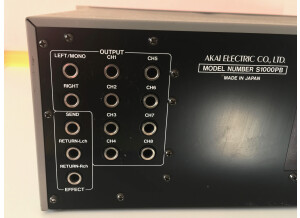 OUTPUT
LEFT/MONO CH1 CH5
RIGHT CH2 CH6
SEND CH3 CH7
RETURN-Lch CH4 CH8
RETURN-Rch
EFFECT
AKAI ELECTRIC CO., LTD.
MODEL NUMBER S1000PB
MADE IN JAPAN